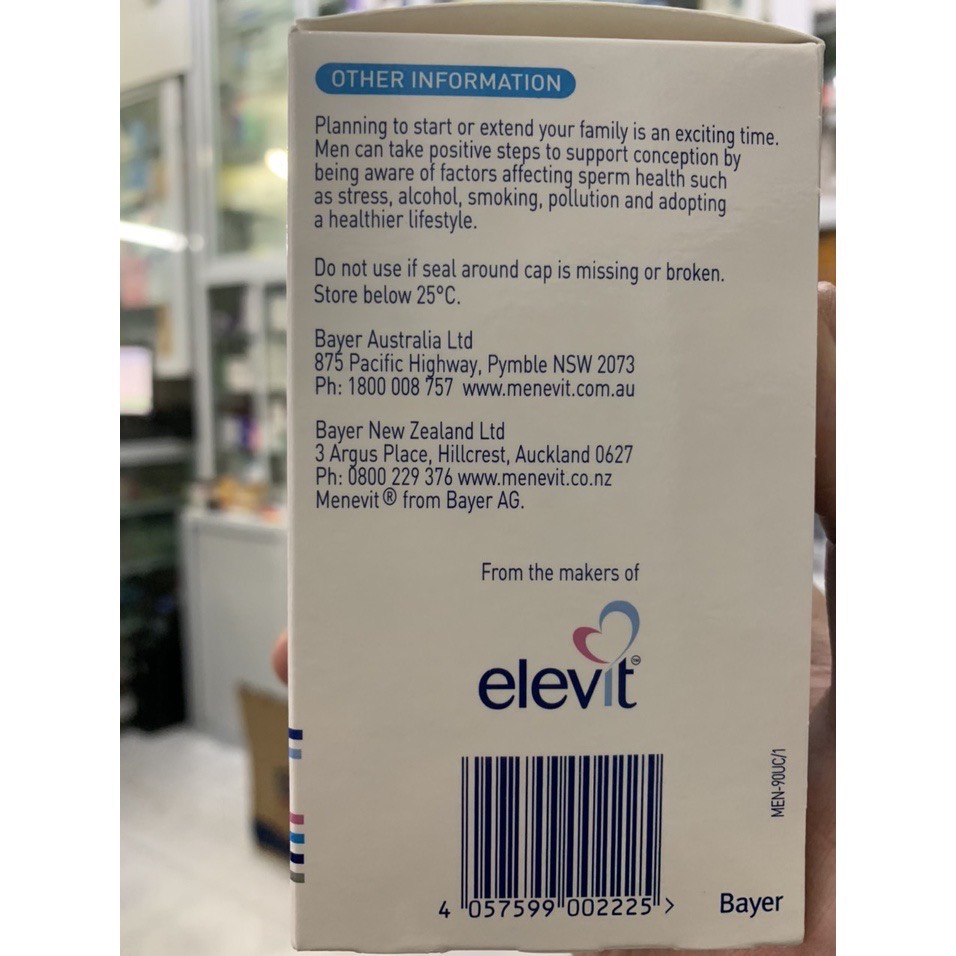 OTHER INFORMATION
Planning to start or extend your family is an exciting time.
Men can take positive steps to support conception by
being aware of factors affecting sperm health such
as stress, alcohol, smoking, pollution and adopting
a healthier lifestyle.
Do not use if seal around cap is missing or broken.
Store below 25°C.
Bayer Australia Ltd
875 Pacific Highway, Pymble NSW 2073
Ph: 1800 008 757 www.menevit.com.au
Bayer New Zealand Ltd
3 Argus Place, Hillcrest, Auckland 0627
Ph: 0800 229 376 www.menevit.co.nz
Menevit® from Bayer AG.
From the makers of
elevit™
MEN-90UC/1
4 057599 002225 >
Bayer